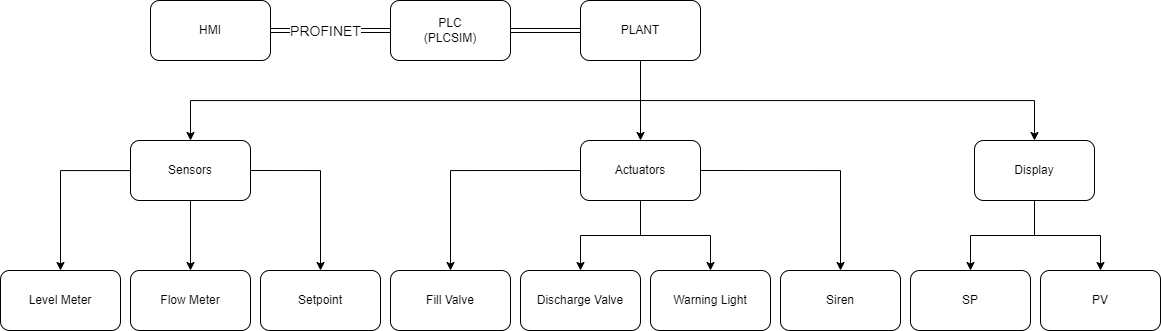 HMI
PROFINET
PLC
(PLCSIM)
PLANT
Sensors
Actuators
Display
Level Meter
Flow Meter
Setpoint
Fill Valve
Discharge Valve
Warning Light
Siren
SP
PV